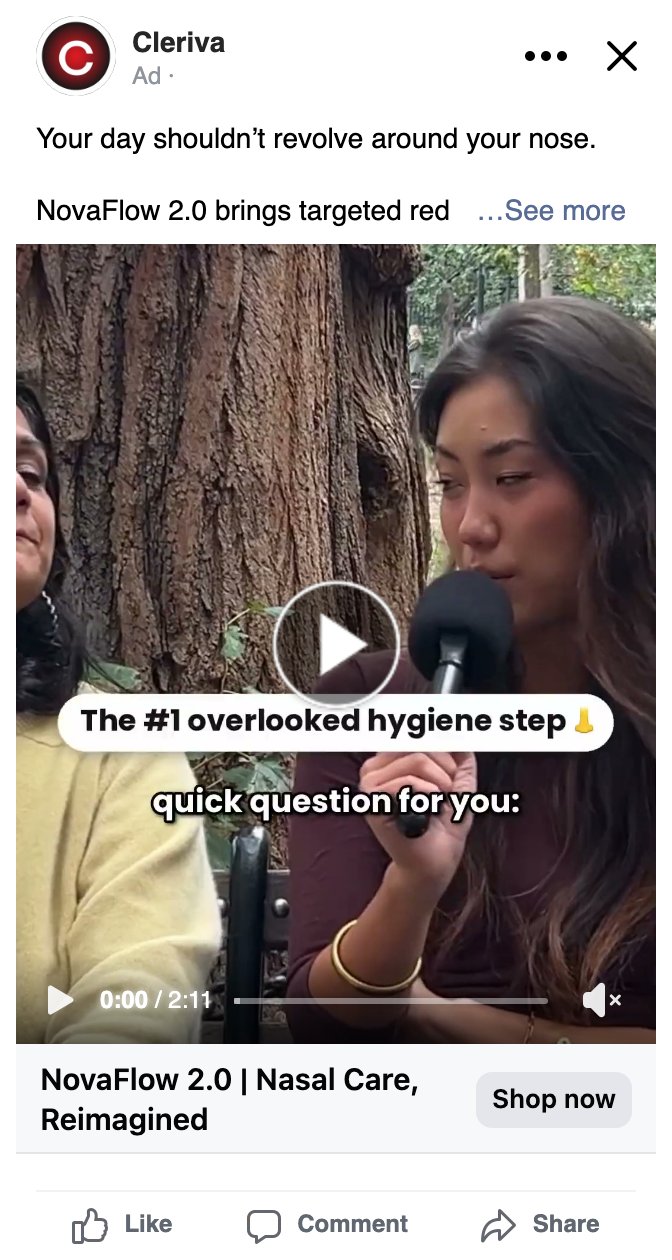 C
Cleriva
Ad ·
Your day shouldn’t revolve around your nose.
NovaFlow 2.0 brings targeted red …See more
The #1 overlooked hygiene step👃
quick question for you:
0:00 / 2:11
NovaFlow 2.0 | Nasal Care,
Reimagined
Shop now
Like Comment Share